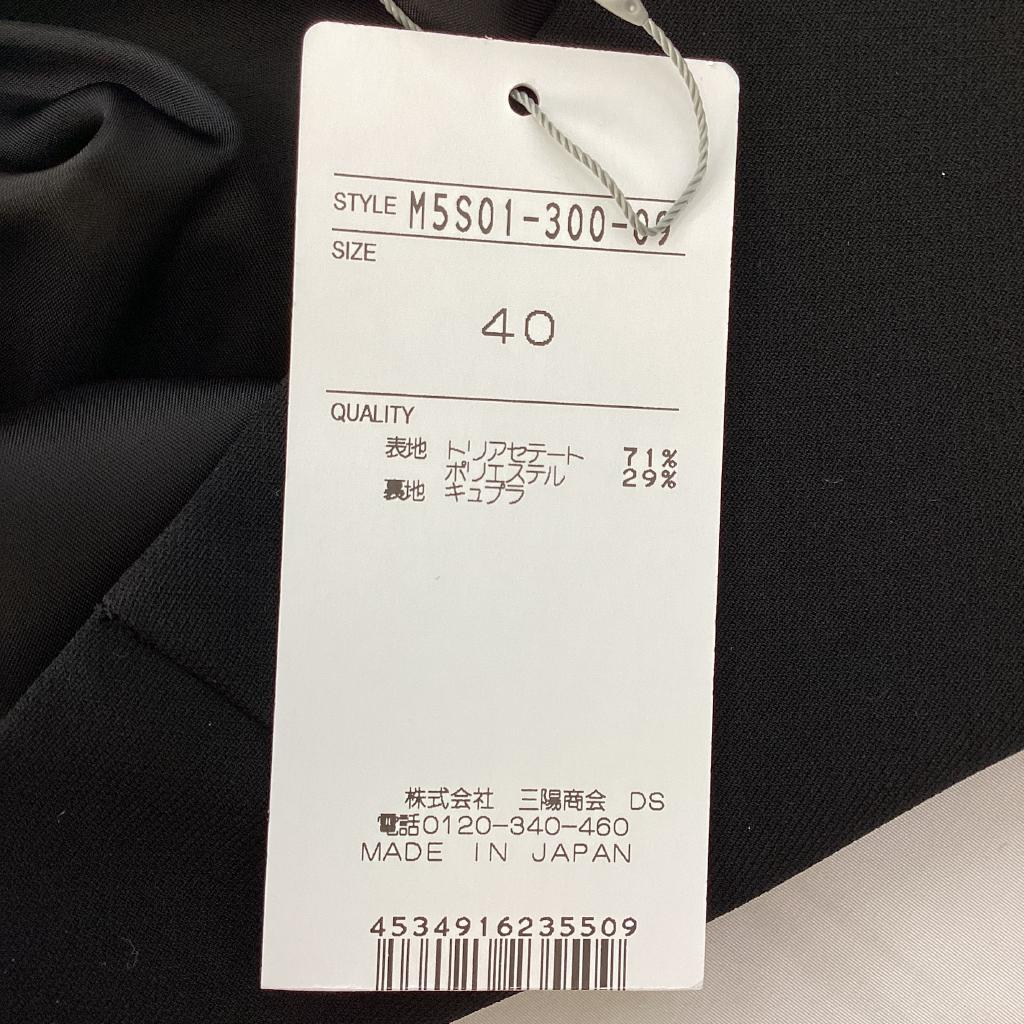 STYLE M5S01-300-09
SIZE
40
QUALITY
表地 トリアセテート 71%
ポリエステル 29%
裏地 キュプラ
株式会社 三陽商会 DS
電話0120-340-460
MADE IN JAPAN
4534916235509